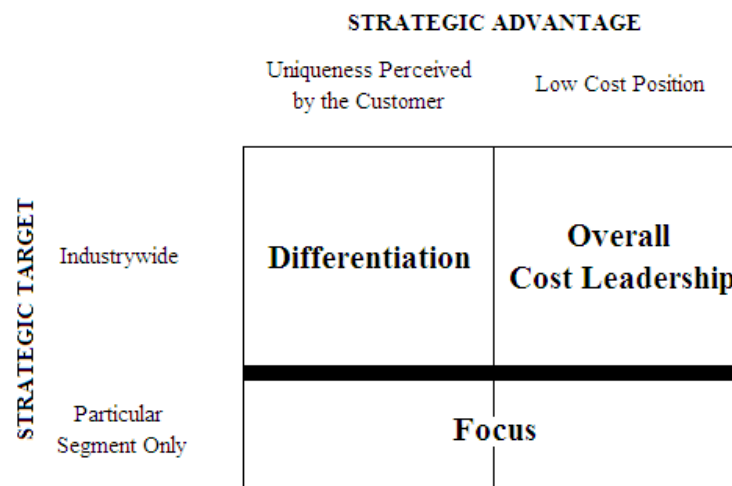 STRATEGIC ADVANTAGE
Uniqueness Perceived
by the Customer
Low Cost Position
STRATEGIC TARGET
Industrywide
Differentiation
Overall
Cost Leadership
Particular
Segment Only
Focus